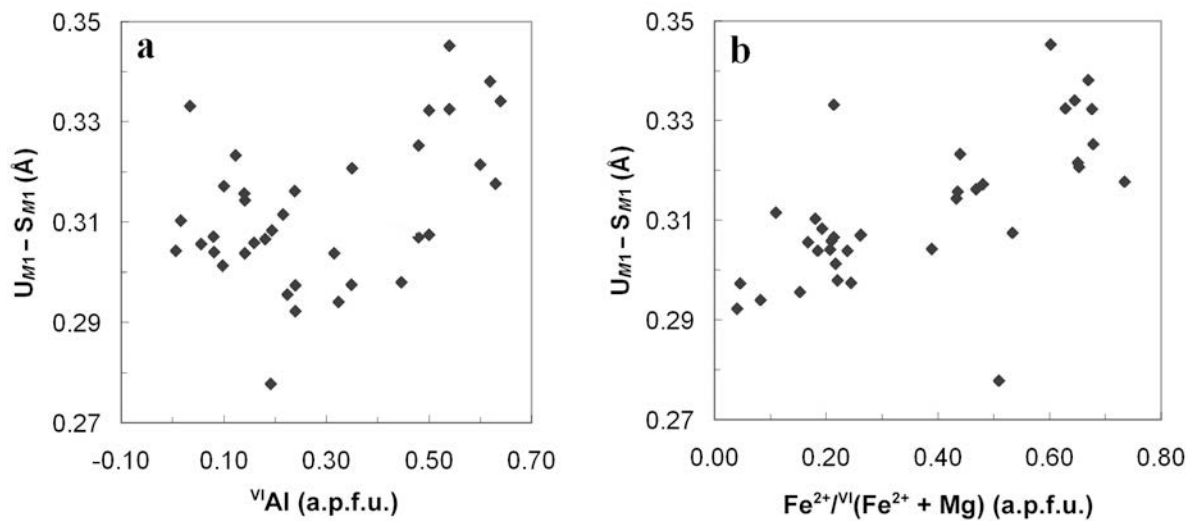 a
0.35
0.33
0.31
0.29
0.27
U_M1 – S_M1 (Å)
-0.10 0.10 0.30 0.50 0.70
ⱽᴵAl (a.p.f.u.)
b
0.35
0.33
0.31
0.29
0.27
U_M1 – S_M1 (Å)
0.00 0.20 0.40 0.60 0.80
Fe²⁺/ⱽᴵ(Fe²⁺ + Mg) (a.p.f.u.)